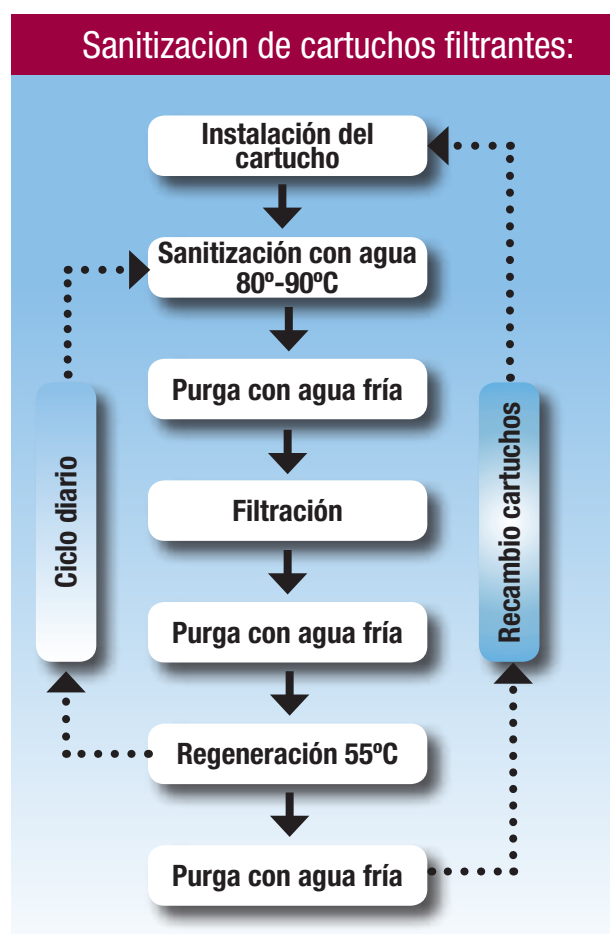 Sanitizacion de cartuchos filtrantes:
Instalación del
cartucho
Sanitización con agua
80º-90ºC
Purga con agua fría
Filtración
Purga con agua fría
Regeneración 55ºC
Purga con agua fría
Ciclo diario
Recambio cartuchos